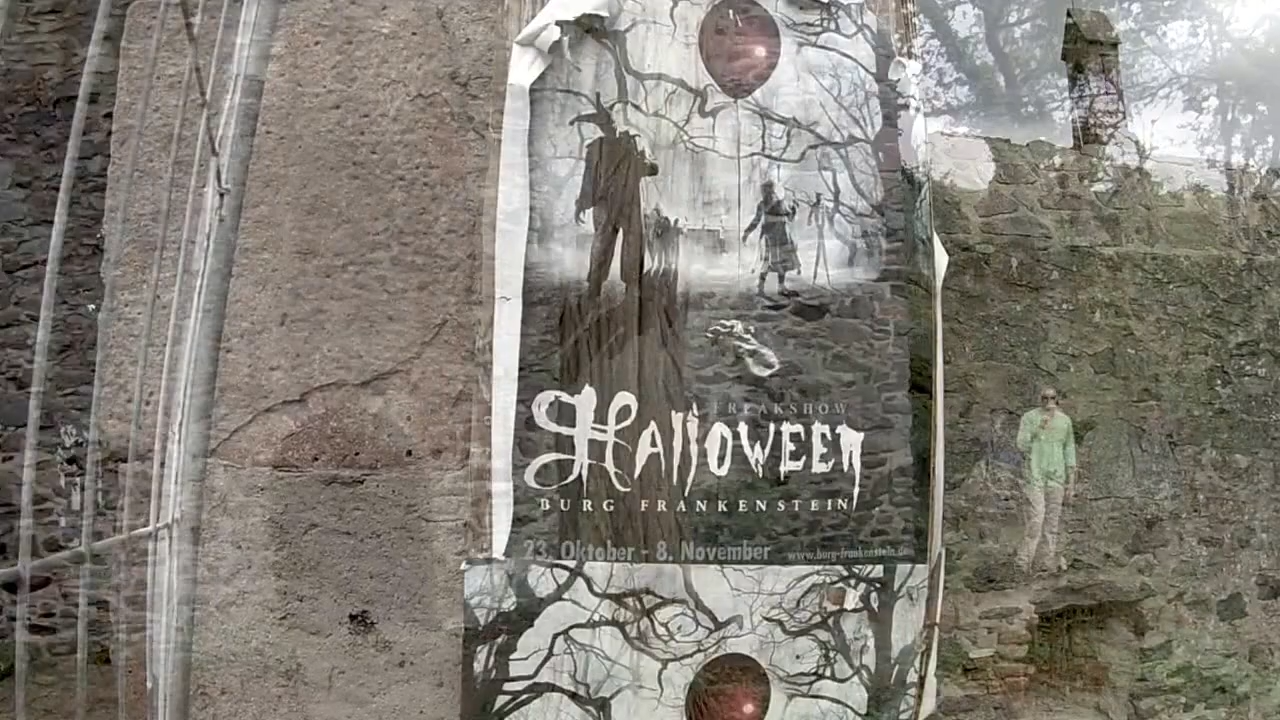 FREAKSHOW
Halloween
BURG FRANKENSTEIN
23. Oktober - 8. November www.burg-frankenstein.de